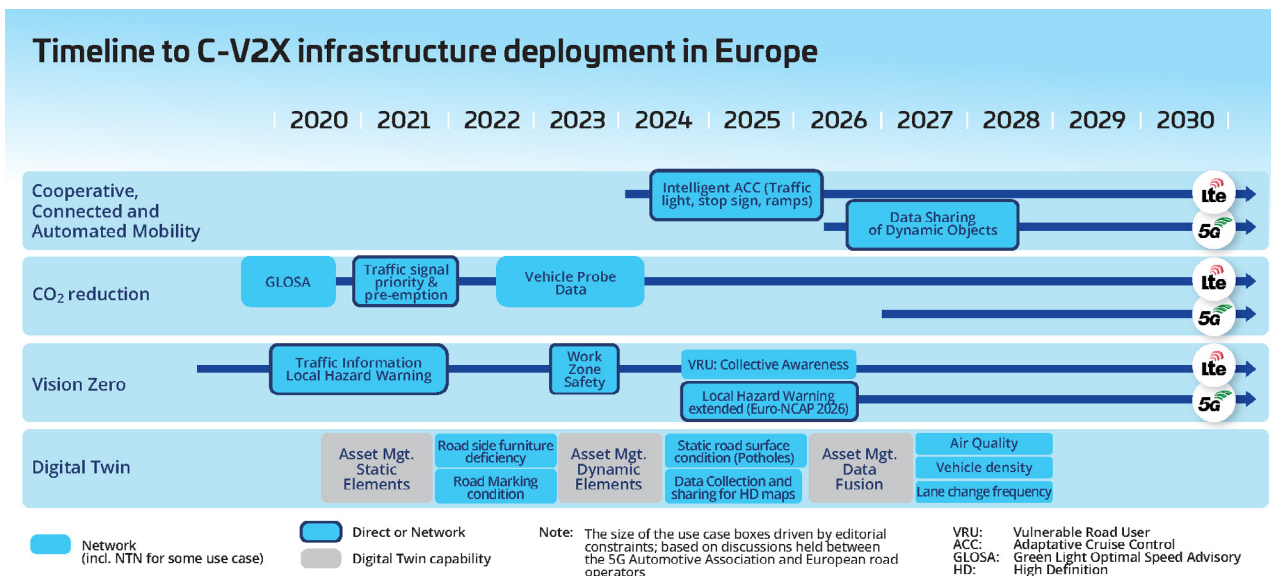 Timeline to C-V2X infrastructure deployment in Europe
2020 2021 2022 2023 2024 2025 2026 2027 2028 2029 2030
Cooperative,
Connected and
Automated Mobility
Intelligent ACC (Traffic
light, stop sign, ramps)
Lte
Data Sharing
of Dynamic Objects
5G
CO₂ reduction
GLOSA
Traffic signal
priority &
pre-emption
Vehicle Probe
Data
Lte
5G
Vision Zero
Traffic Information
Local Hazard Warning
Work
Zone
Safety
VRU: Collective Awareness
Lte
Local Hazard Warning
extended (Euro-NCAP 2026)
5G
Digital Twin
Asset Mgt.
Static
Elements
Road side furniture
deficiency
Road Marking
condition
Asset Mgt.
Dynamic
Elements
Static road surface
condition (Potholes)
Data Collection and
sharing for HD maps
Asset Mgt.
Data
Fusion
Air Quality
Vehicle density
Lane change frequency
Network
(incl. NTN for some use case)
Direct or Network
Digital Twin capability
Note: The size of the use case boxes driven by editorial
constraints; based on discussions held between
the 5G Automotive Association and European road
operators
VRU: Vulnerable Road User
ACC: Adaptative Cruise Control
GLOSA: Green Light Optimal Speed Advisory
HD: High Definition